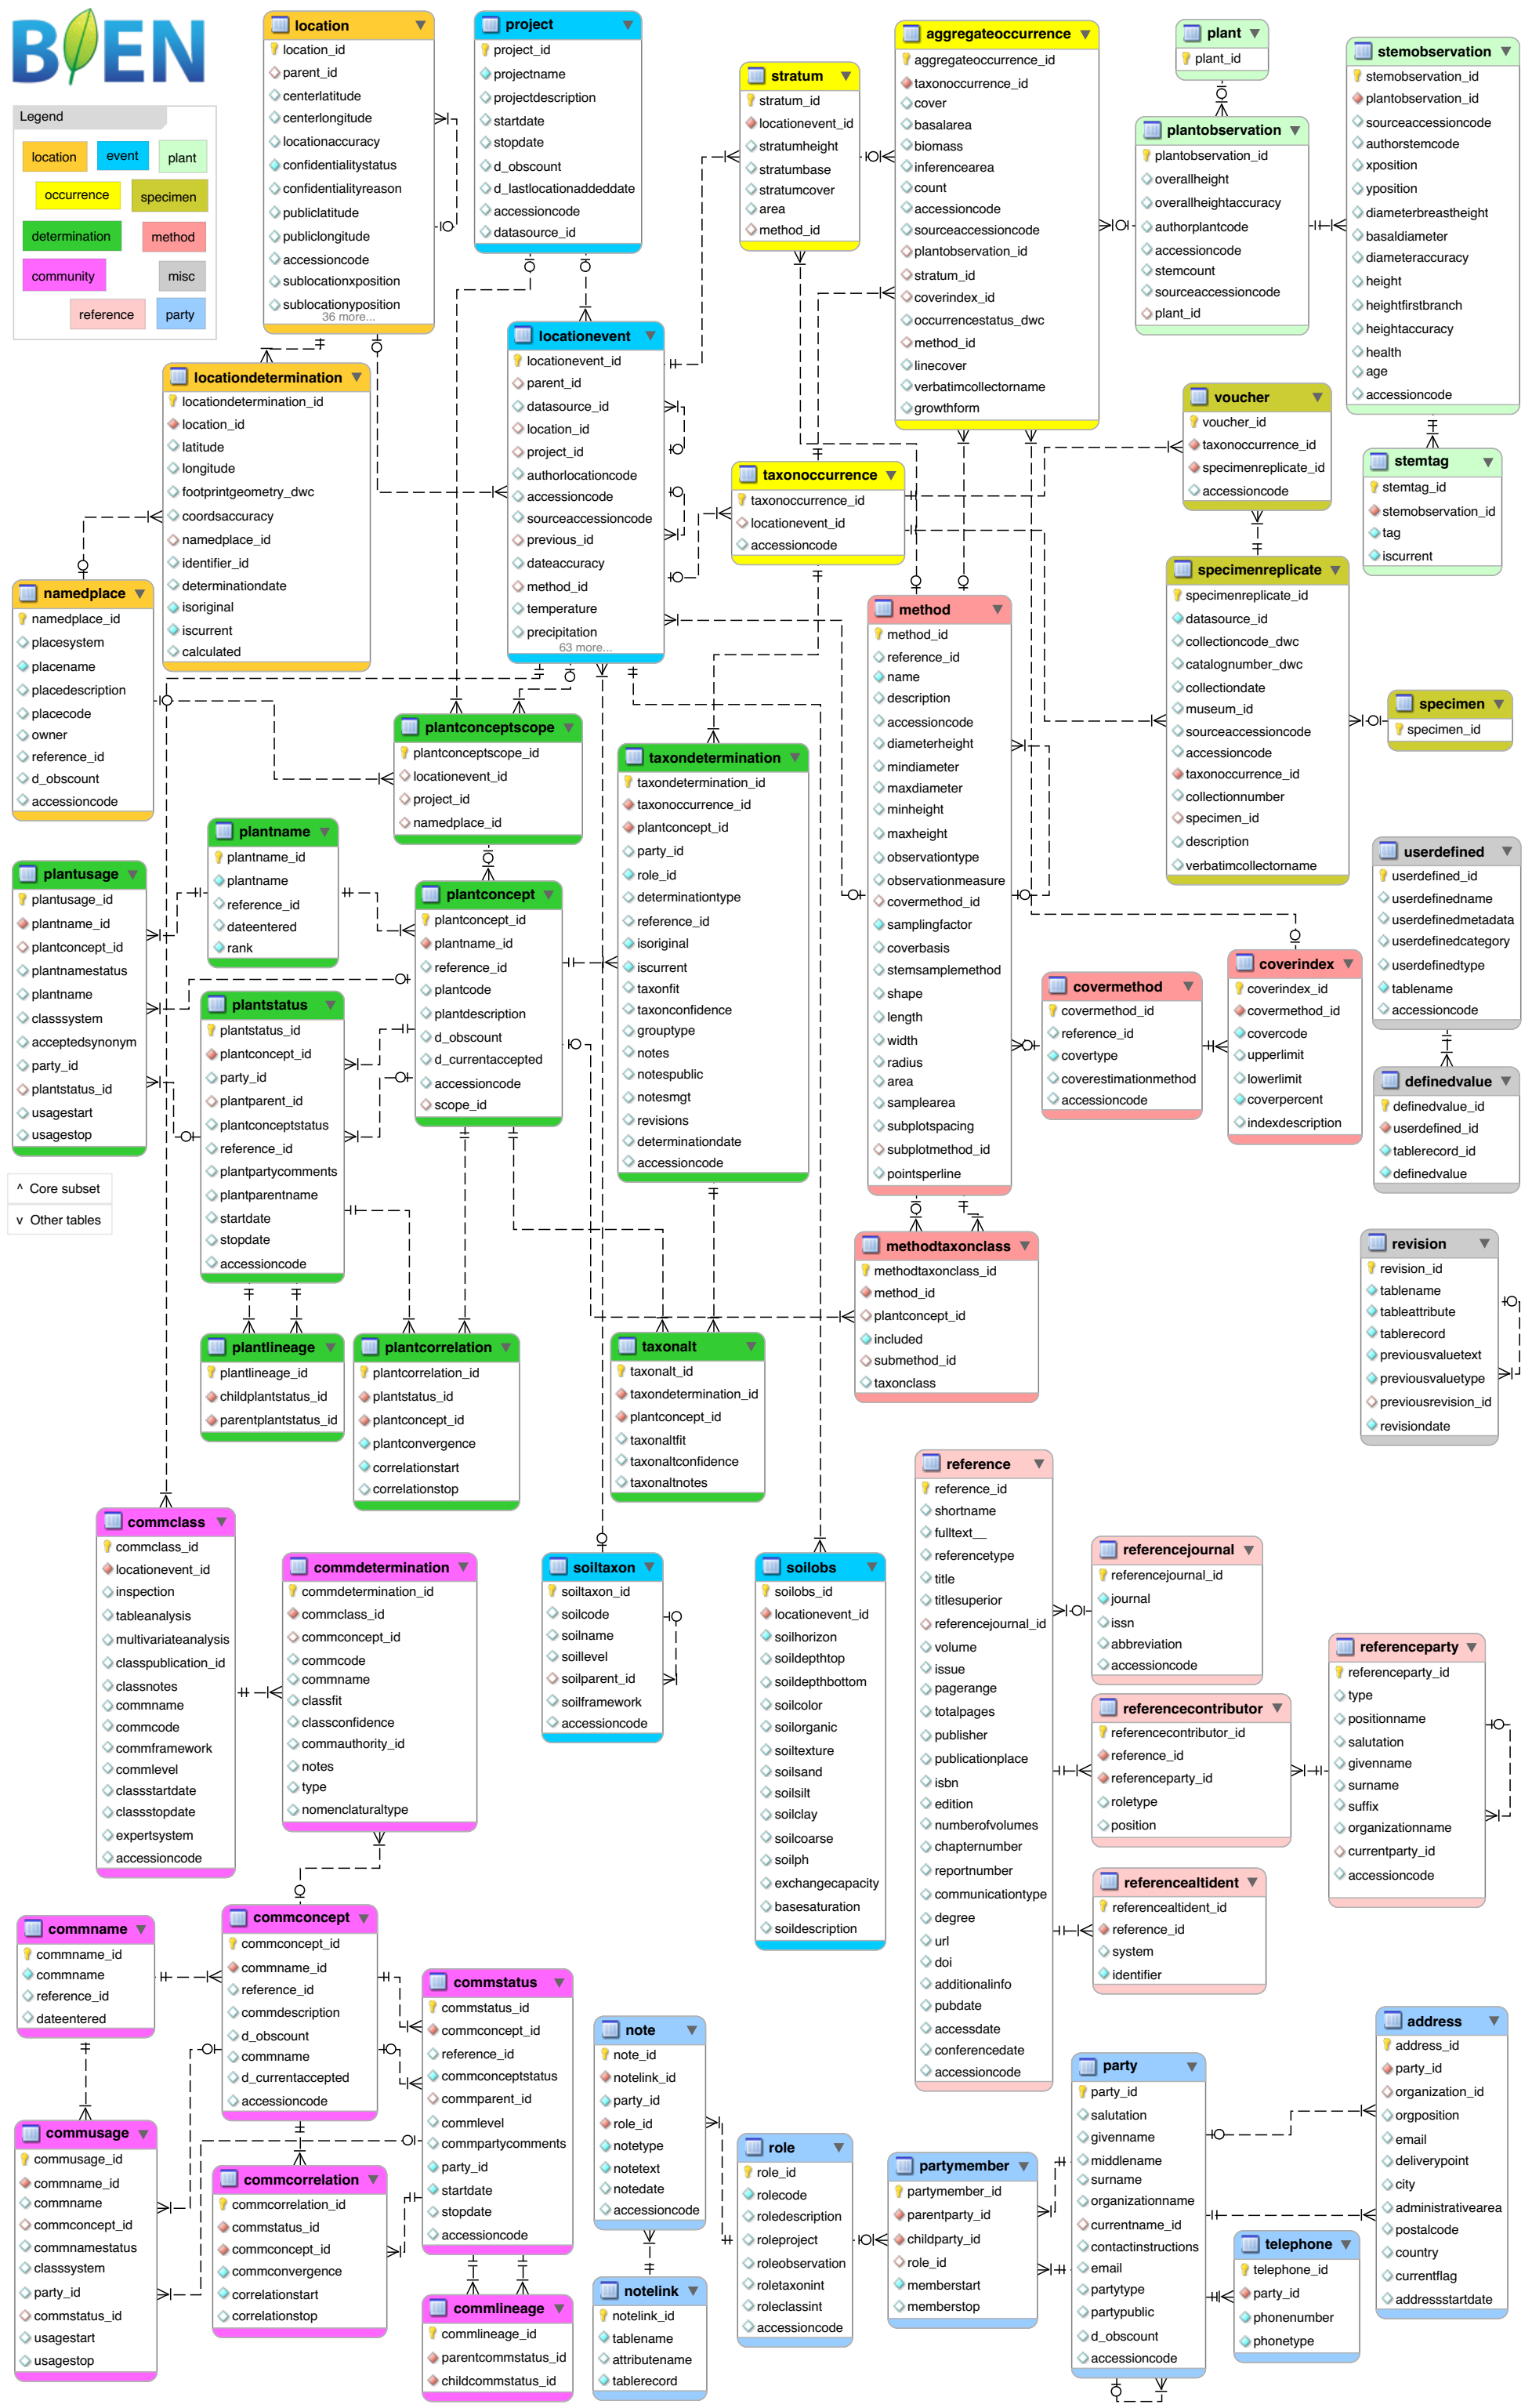 BIEN
Legend
location
event
plant
occurrence
specimen
determination
method
community
misc
reference
party
location
location_id
parent_id
centerlatitude
centerlongitude
locationaccuracy
confidentialitystatus
confidentialityreason
publiclatitude
publiclongitude
accessioncode
sublocationxposition
sublocationyposition
36 more...
project
project_id
projectname
projectdescription
startdate
stopdate
d_obscount
d_lastlocationaddeddate
accessioncode
datasource_id
stratum
stratum_id
locationevent_id
stratumheight
stratumbase
stratumcover
area
method_id
aggregateoccurrence
aggregateoccurrence_id
taxonoccurrence_id
cover
basalarea
biomass
inferencearea
count
accessioncode
sourceaccessioncode
plantobservation_id
stratum_id
coverindex_id
occurrencestatus_dwc
method_id
linecover
verbatimcollectorname
growthform
plant
plant_id
plantobservation
plantobservation_id
overallheight
overallheightaccuracy
authorplantcode
accessioncode
stemcount
sourceaccessioncode
plant_id
stemobservation
stemobservation_id
plantobservation_id
sourceaccessioncode
authorstemcode
xposition
yposition
diameterbreastheight
basaldiameter
diameteraccuracy
height
heightfirstbranch
heightaccuracy
health
age
accessioncode
locationdetermination
locationdetermination_id
location_id
latitude
longitude
footprintgeometry_dwc
coordsaccuracy
namedplace_id
identifier_id
determinationdate
isoriginal
iscurrent
calculated
locationevent
locationevent_id
parent_id
datasource_id
location_id
project_id
authorlocationcode
accessioncode
sourceaccessioncode
previous_id
dateaccuracy
method_id
temperature
precipitation
63 more...
taxonoccurrence
taxonoccurrence_id
locationevent_id
accessioncode
voucher
voucher_id
taxonoccurrence_id
specimenreplicate_id
accessioncode
stemtag
stemtag_id
stemobservation_id
tag
iscurrent
namedplace
namedplace_id
placesystem
placename
placedescription
placecode
owner
reference_id
d_obscount
accessioncode
method
method_id
reference_id
name
description
accessioncode
diameterheight
mindiameter
maxdiameter
minheight
maxheight
observationtype
observationmeasure
covermethod_id
samplingfactor
coverbasis
stemsamplemethod
shape
length
width
radius
area
samplearea
subplotspacing
subplotmethod_id
pointsperline
specimenreplicate
specimenreplicate_id
datasource_id
collectioncode_dwc
catalognumber_dwc
collectiondate
museum_id
sourceaccessioncode
accessioncode
taxonoccurrence_id
collectionnumber
specimen_id
description
verbatimcollectorname
specimen
specimen_id
plantconceptscope
plantconceptscope_id
locationevent_id
project_id
namedplace_id
taxondetermination
taxondetermination_id
taxonoccurrence_id
plantconcept_id
party_id
role_id
determinationtype
reference_id
isoriginal
iscurrent
taxonfit
taxonconfidence
grouptype
notes
notespublic
notesmgt
revisions
determinationdate
accessioncode
plantname
plantname_id
plantname
reference_id
dateentered
rank
plantusage
plantusage_id
plantname_id
plantconcept_id
plantnamestatus
plantname
classsystem
acceptedsynonym
party_id
plantstatus_id
usagestart
usagestop
plantconcept
plantconcept_id
plantname_id
reference_id
plantcode
plantdescription
d_obscount
d_currentaccepted
accessioncode
scope_id
plantstatus
plantstatus_id
plantconcept_id
party_id
plantparent_id
plantconceptstatus
reference_id
plantpartycomments
plantparentname
startdate
stopdate
accessioncode
userdefined
userdefined_id
userdefinedname
userdefinedmetadata
userdefinedcategory
userdefinedtype
tablename
accessioncode
covermethod
covermethod_id
reference_id
covertype
coverestimationmethod
accessioncode
coverindex
coverindex_id
covermethod_id
covercode
upperlimit
lowerlimit
coverpercent
indexdescription
definedvalue
definedvalue_id
userdefined_id
tablerecord_id
definedvalue
^ Core subset
v Other tables
methodtaxonclass
methodtaxonclass_id
method_id
plantconcept_id
included
submethod_id
taxonclass
revision
revision_id
tablename
tableattribute
tablerecord
previousvaluetext
previousvaluetype
previousrevision_id
revisiondate
plantlineage
plantlineage_id
childplantstatus_id
parentplantstatus_id
plantcorrelation
plantcorrelation_id
plantstatus_id
plantconcept_id
plantconvergence
correlationstart
correlationstop
taxonalt
taxonalt_id
taxondetermination_id
plantconcept_id
taxonaltfit
taxonaltconfidence
taxonaltnotes
commclass
commclass_id
locationevent_id
inspection
tableanalysis
multivariateanalysis
classpublication_id
classnotes
commname
commcode
commframework
commlevel
classstartdate
classstopdate
expertsystem
accessioncode
commdetermination
commdetermination_id
commclass_id
commconcept_id
commcode
commname
classfit
classconfidence
commauthority_id
notes
type
nomenclaturaltype
soiltaxon
soiltaxon_id
soilcode
soilname
soillevel
soilparent_id
soilframework
accessioncode
soilobs
soilobs_id
locationevent_id
soilhorizon
soildepthtop
soildepthbottom
soilcolor
soilorganic
soiltexture
soilsand
soilsilt
soilclay
soilcoarse
soilph
exchangecapacity
basesaturation
soildescription
reference
reference_id
shortname
fulltext__
referencetype
title
titlesuperior
referencejournal_id
volume
issue
pagerange
totalpages
publisher
publicationplace
isbn
edition
numberofvolumes
chapternumber
reportnumber
communicationtype
degree
url
doi
additionalinfo
pubdate
accessdate
conferencedate
accessioncode
referencejournal
referencejournal_id
journal
issn
abbreviation
accessioncode
referencecontributor
referencecontributor_id
reference_id
referenceparty_id
roletype
position
referenceparty
referenceparty_id
type
positionname
salutation
givenname
surname
suffix
organizationname
currentparty_id
accessioncode
referencealtident
referencealtident_id
reference_id
system
identifier
commname
commname_id
commname
reference_id
dateentered
commconcept
commconcept_id
commname_id
reference_id
commdescription
d_obscount
commname
d_currentaccepted
accessioncode
commstatus
commstatus_id
commconcept_id
reference_id
commconceptstatus
commparent_id
commlevel
commpartycomments
party_id
startdate
stopdate
accessioncode
commusage
commusage_id
commname_id
commname
commconcept_id
commnamestatus
classsystem
party_id
commstatus_id
usagestart
usagestop
commcorrelation
commcorrelation_id
commstatus_id
commconcept_id
commconvergence
correlationstart
correlationstop
commlineage
commlineage_id
parentcommstatus_id
childcommstatus_id
note
note_id
notelink_id
party_id
role_id
notetype
notetext
notedate
accessioncode
notelink
notelink_id
tablename
attributename
tablerecord
role
role_id
rolecode
roledescription
roleproject
roleobservation
roletaxonint
roleclassint
accessioncode
partymember
partymember_id
parentparty_id
childparty_id
role_id
memberstart
memberstop
party
party_id
salutation
givenname
middlename
surname
organizationname
currentname_id
contactinstructions
email
partytype
partypublic
d_obscount
accessioncode
address
address_id
party_id
organization_id
orgposition
email
deliverypoint
city
administrativearea
postalcode
country
currentflag
addressstartdate
telephone
telephone_id
party_id
phonenumber
phonetype